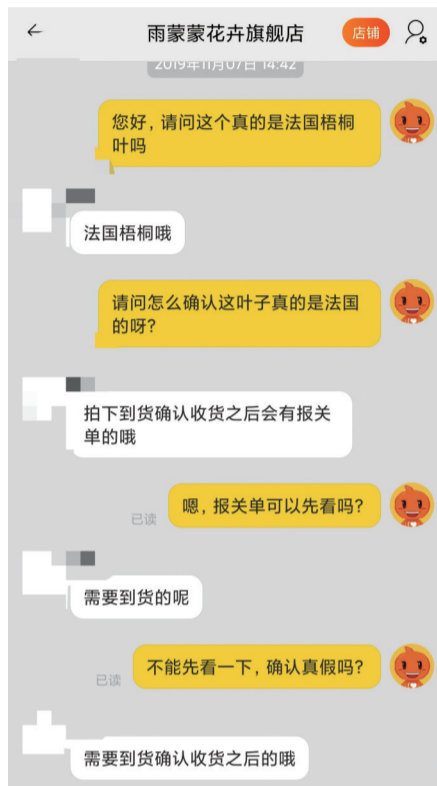 雨蒙蒙花卉旗舰店
店铺
2019年11月07日 14:42
您好，请问这个真的是法国梧桐
叶吗
法国梧桐哦
请问怎么确认这叶子真的是法国
的呀？
拍下到货确认收货之后会有报关
单的哦
嗯，报关单可以先看吗？
已读
需要到货的呢
不能先看一下，确认真假吗？
已读
需要到货确认收货之后的哦